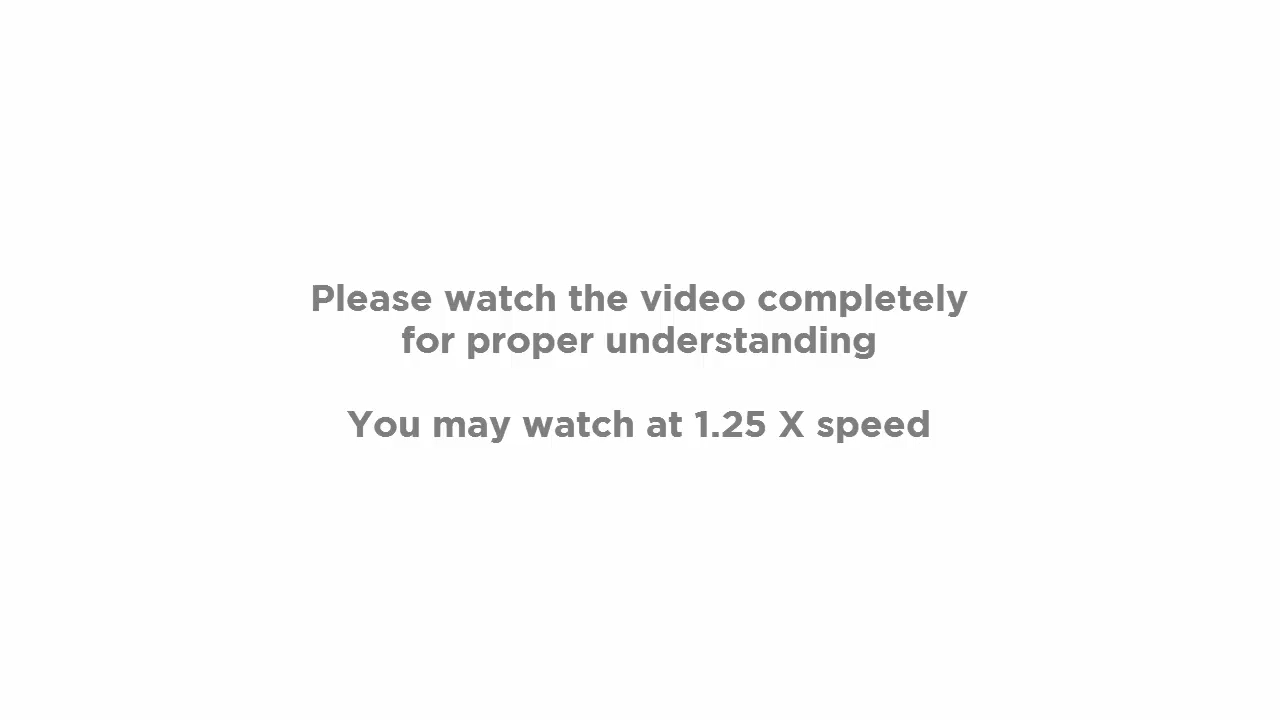 Please watch the video completely
for proper understanding
You may watch at 1.25 X speed